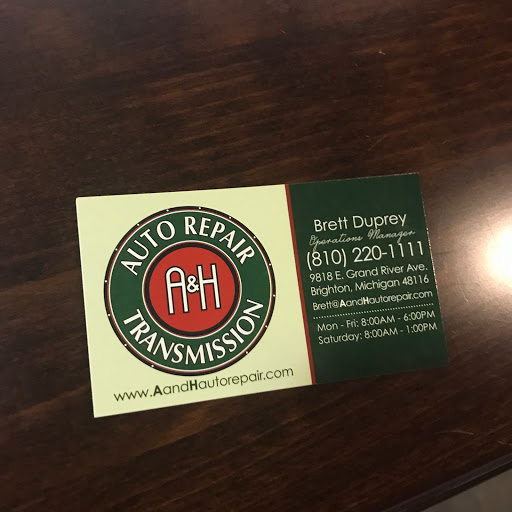 AUTO REPAIR
A&H
TRANSMISSION
www.AandHautorepair.com
Brett Duprey
Operations Manager
(810) 220-1111
9818 E. Grand River Ave.
Brighton, Michigan 48116
Brett@AandHautorepair.com
Mon - Fri: 8:00AM - 6:00PM
Saturday: 8:00AM - 1:00PM